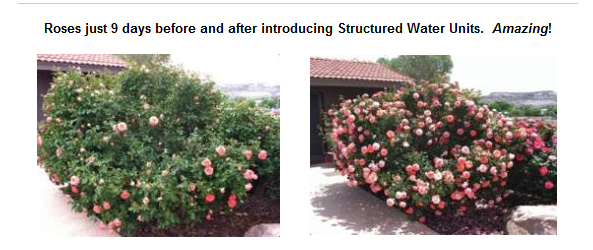 Roses just 9 days before and after introducing Structured Water Units. Amazing!